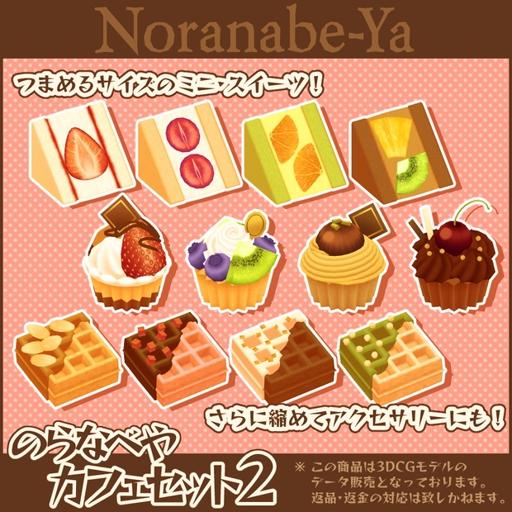 Noranabe-Ya
つまめるサイズのミニ・スイーツ！
さらに縮めてアクセサリーにも！
のらなべや
カフェセット2
※ この商品は3DCGモデルの
データ販売となっております。
返品・返金の対応は致しかねます。